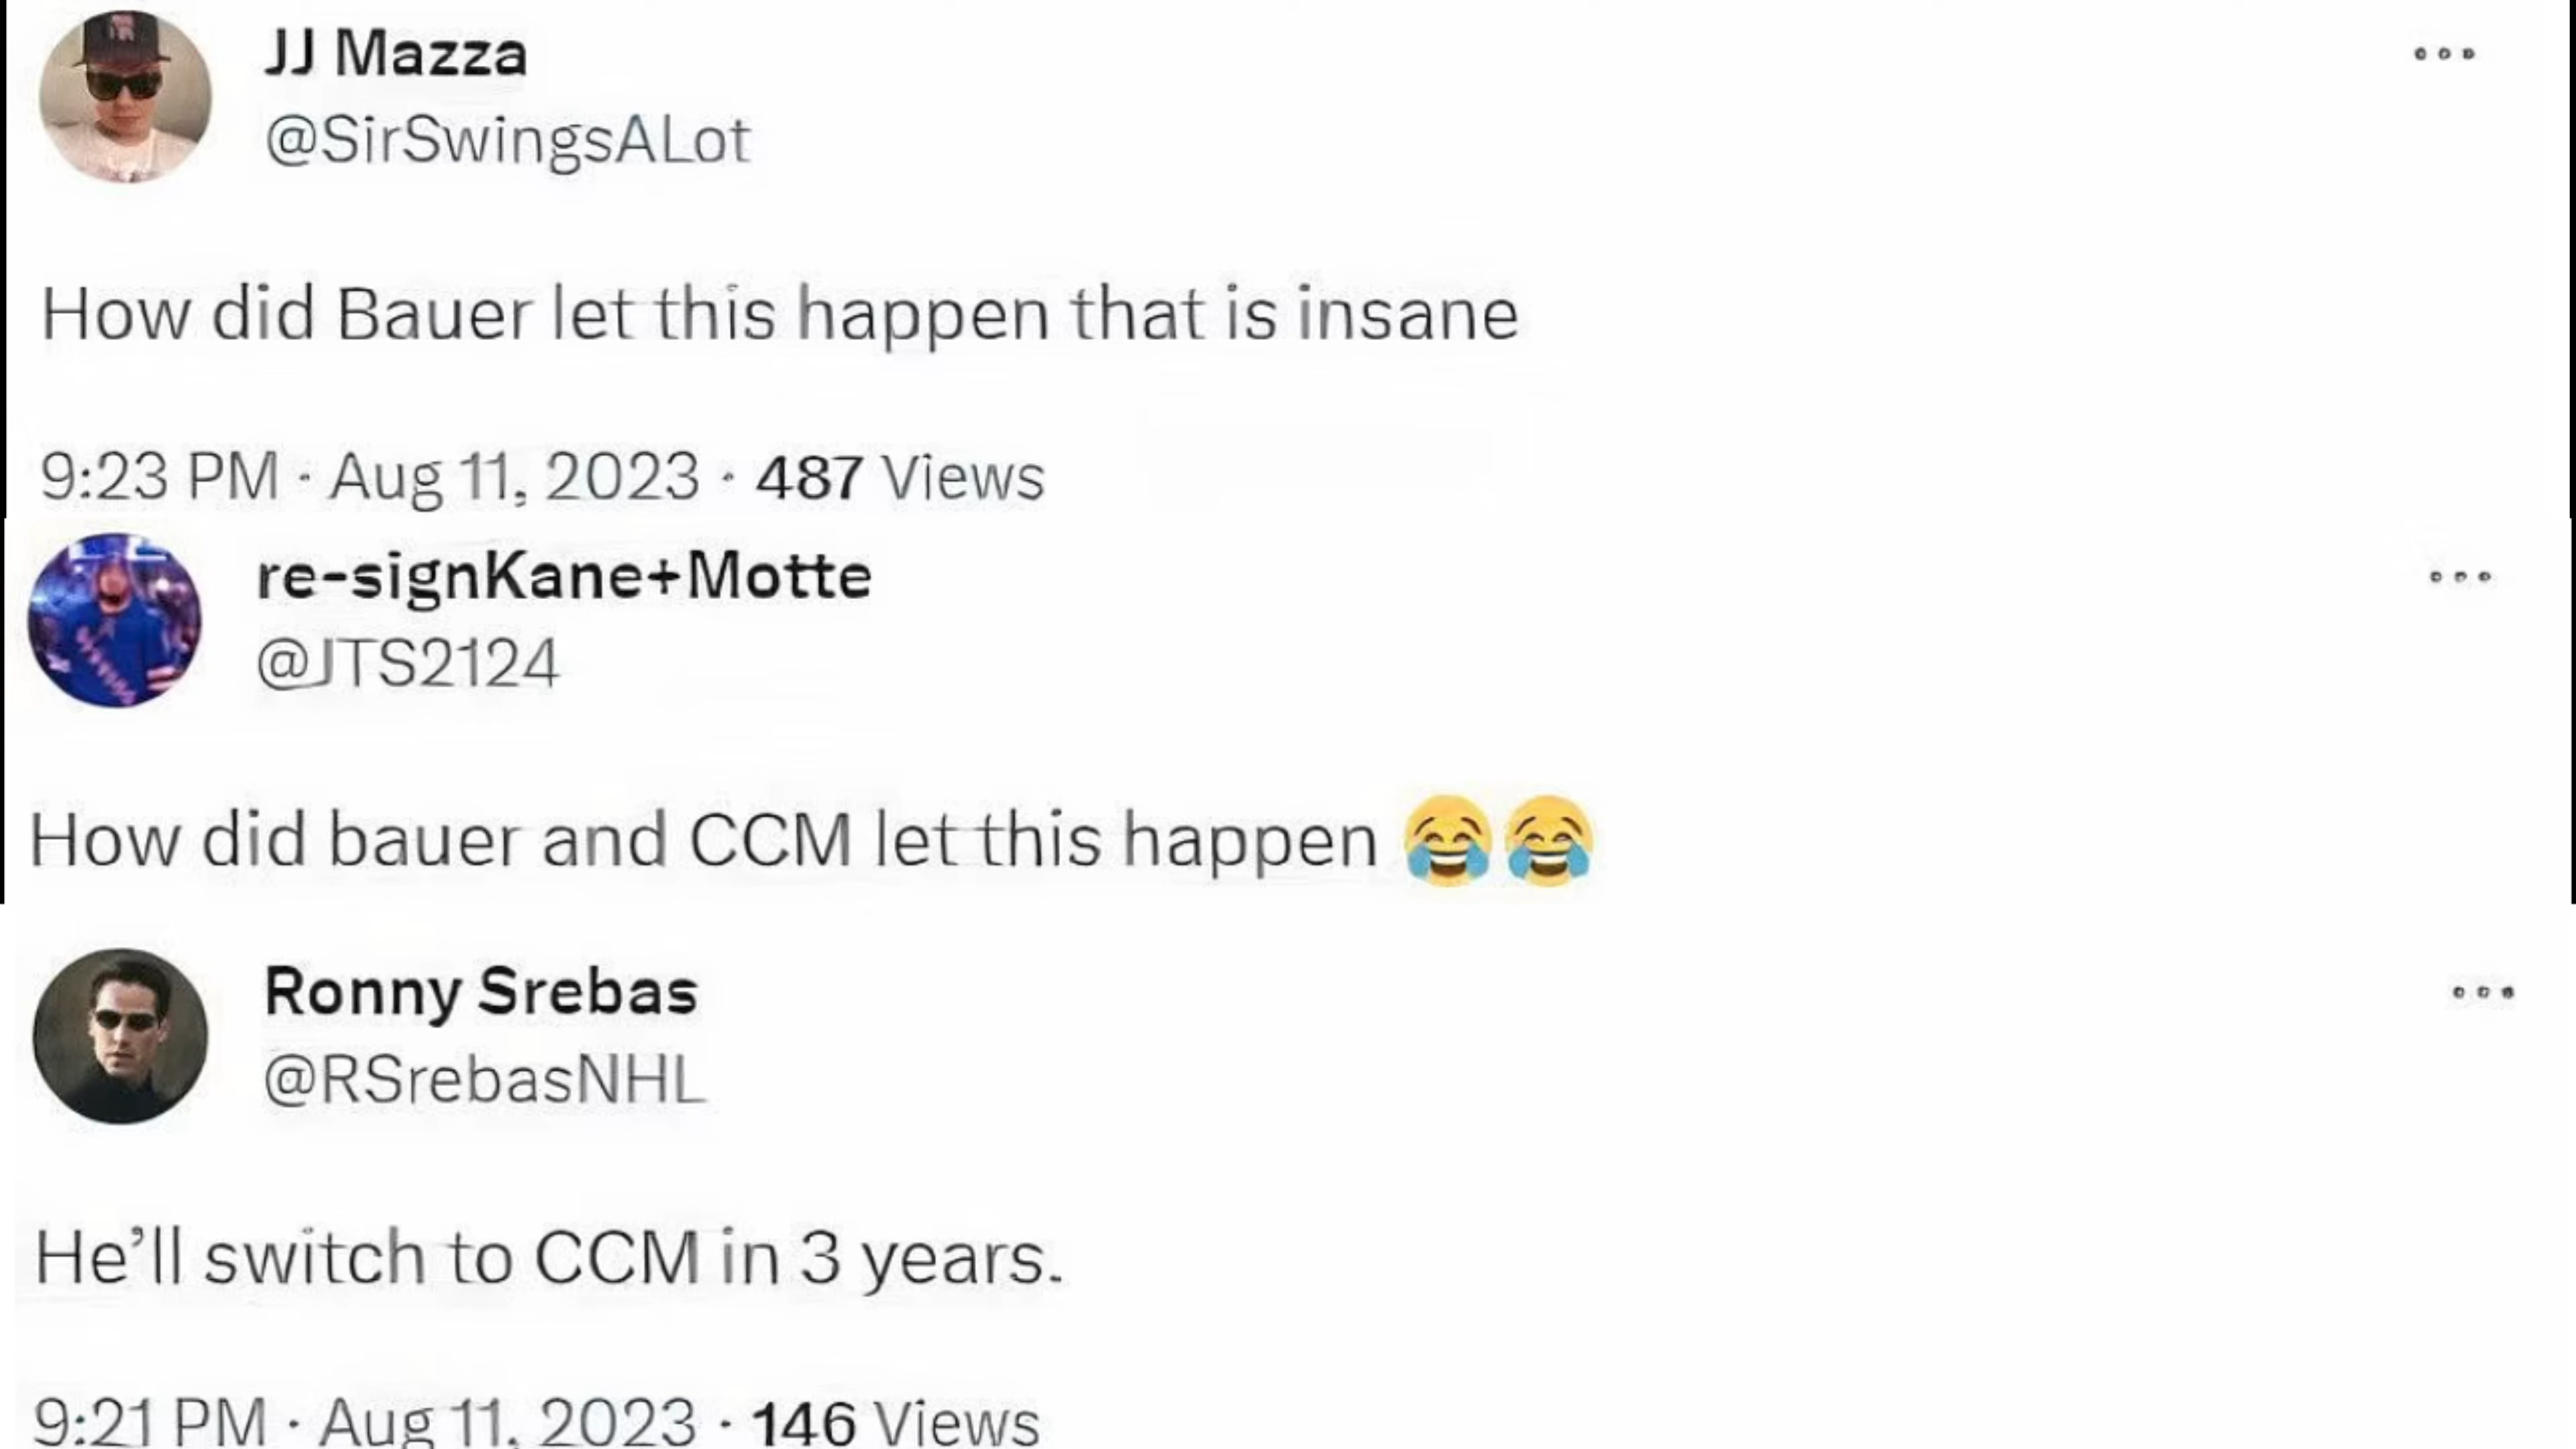 JJ Mazza
@SirSwingsALot
How did Bauer let this happen that is insane
9:23 PM · Aug 11, 2023 · 487 Views
re-signKane+Motte
@JTS2124
How did bauer and CCM let this happen 😂😂
Ronny Srebas
@RSrebasNHL
He’ll switch to CCM in 3 years.
9:21 PM · Aug 11, 2023 · 146 Views